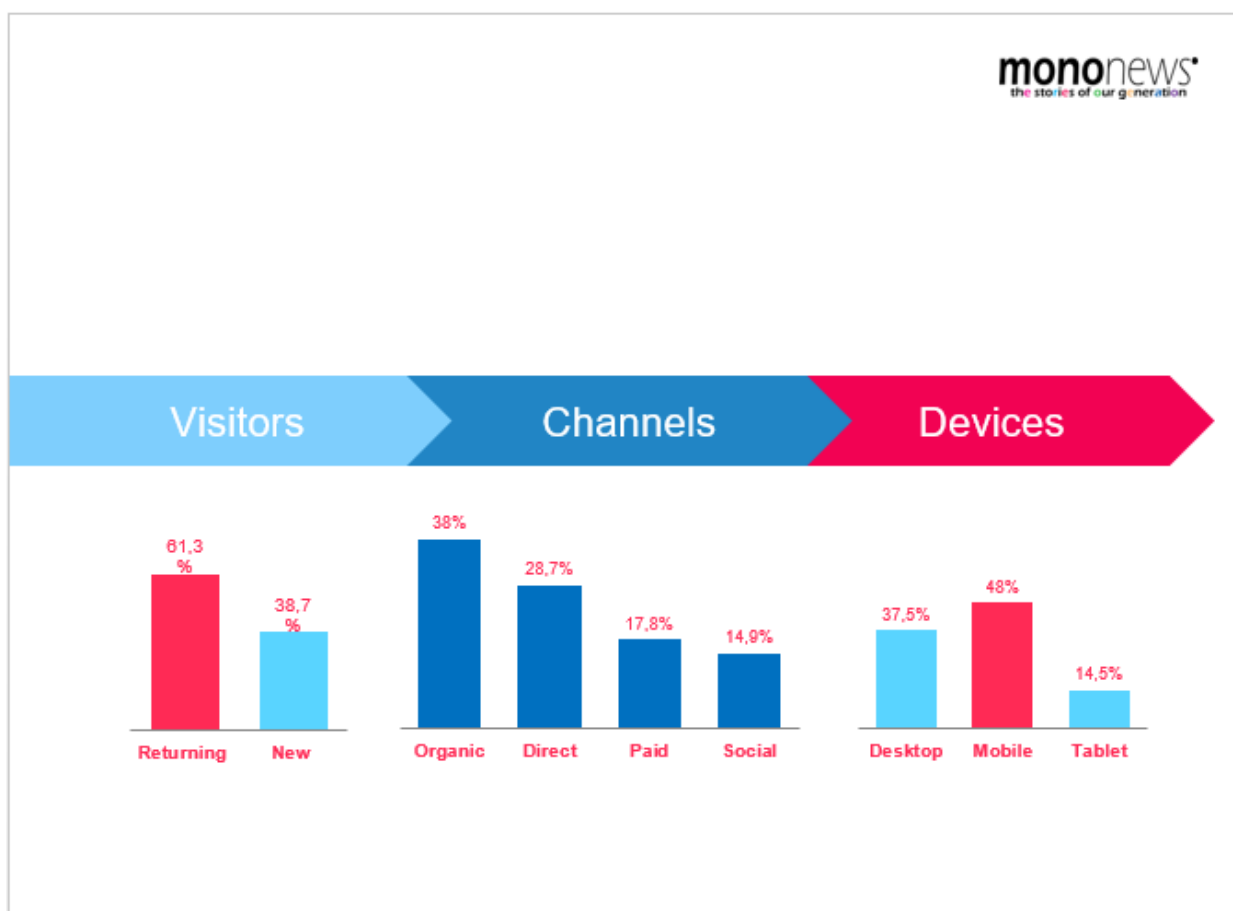 mononews
the stories of our generation
Visitors
Channels
Devices
61,3
%
38,7
%
Returning
New
38%
28,7%
17,8%
14,9%
Organic
Direct
Paid
Social
37,5%
48%
14,5%
Desktop
Mobile
Tablet